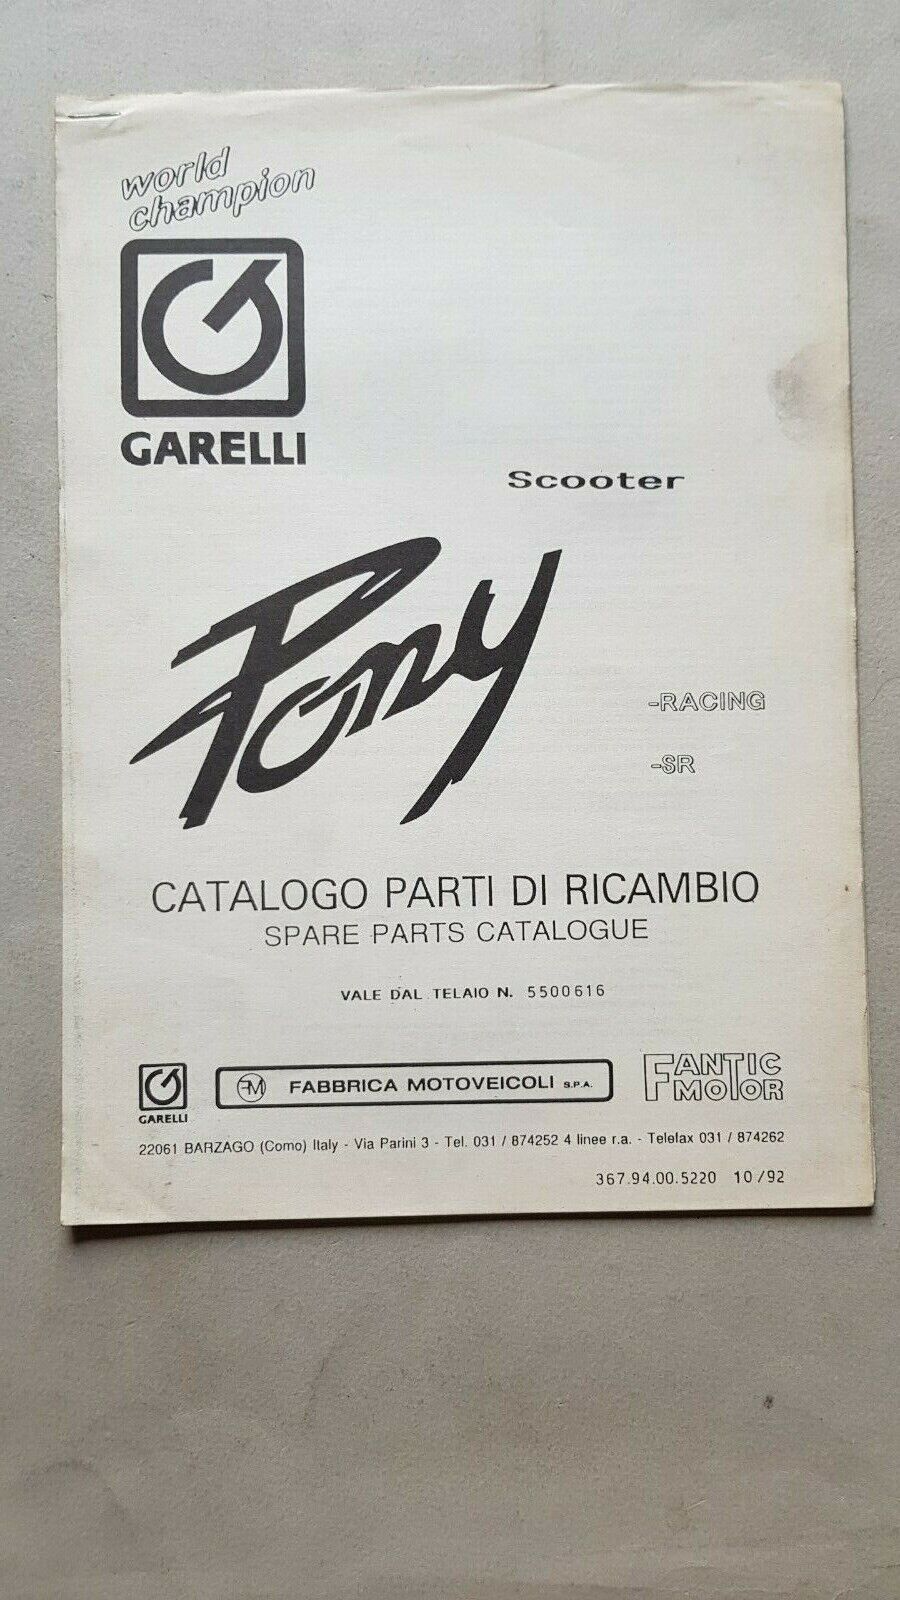 world
champion
GARELLI
Scooter
Pony
-RACING
-SR
CATALOGO PARTI DI RICAMBIO
SPARE PARTS CATALOGUE
VALE DAL TELAIO N. 5500616
GARELLI
FM FABBRICA MOTOVEICOLI S.P.A.
FANTIC
MOTOR
22061 BARZAGO (Como) Italy - Via Parini 3 - Tel. 031 / 874252 4 linee r.a. - Telefax 031 / 874262
367.94.00.5220 10/92